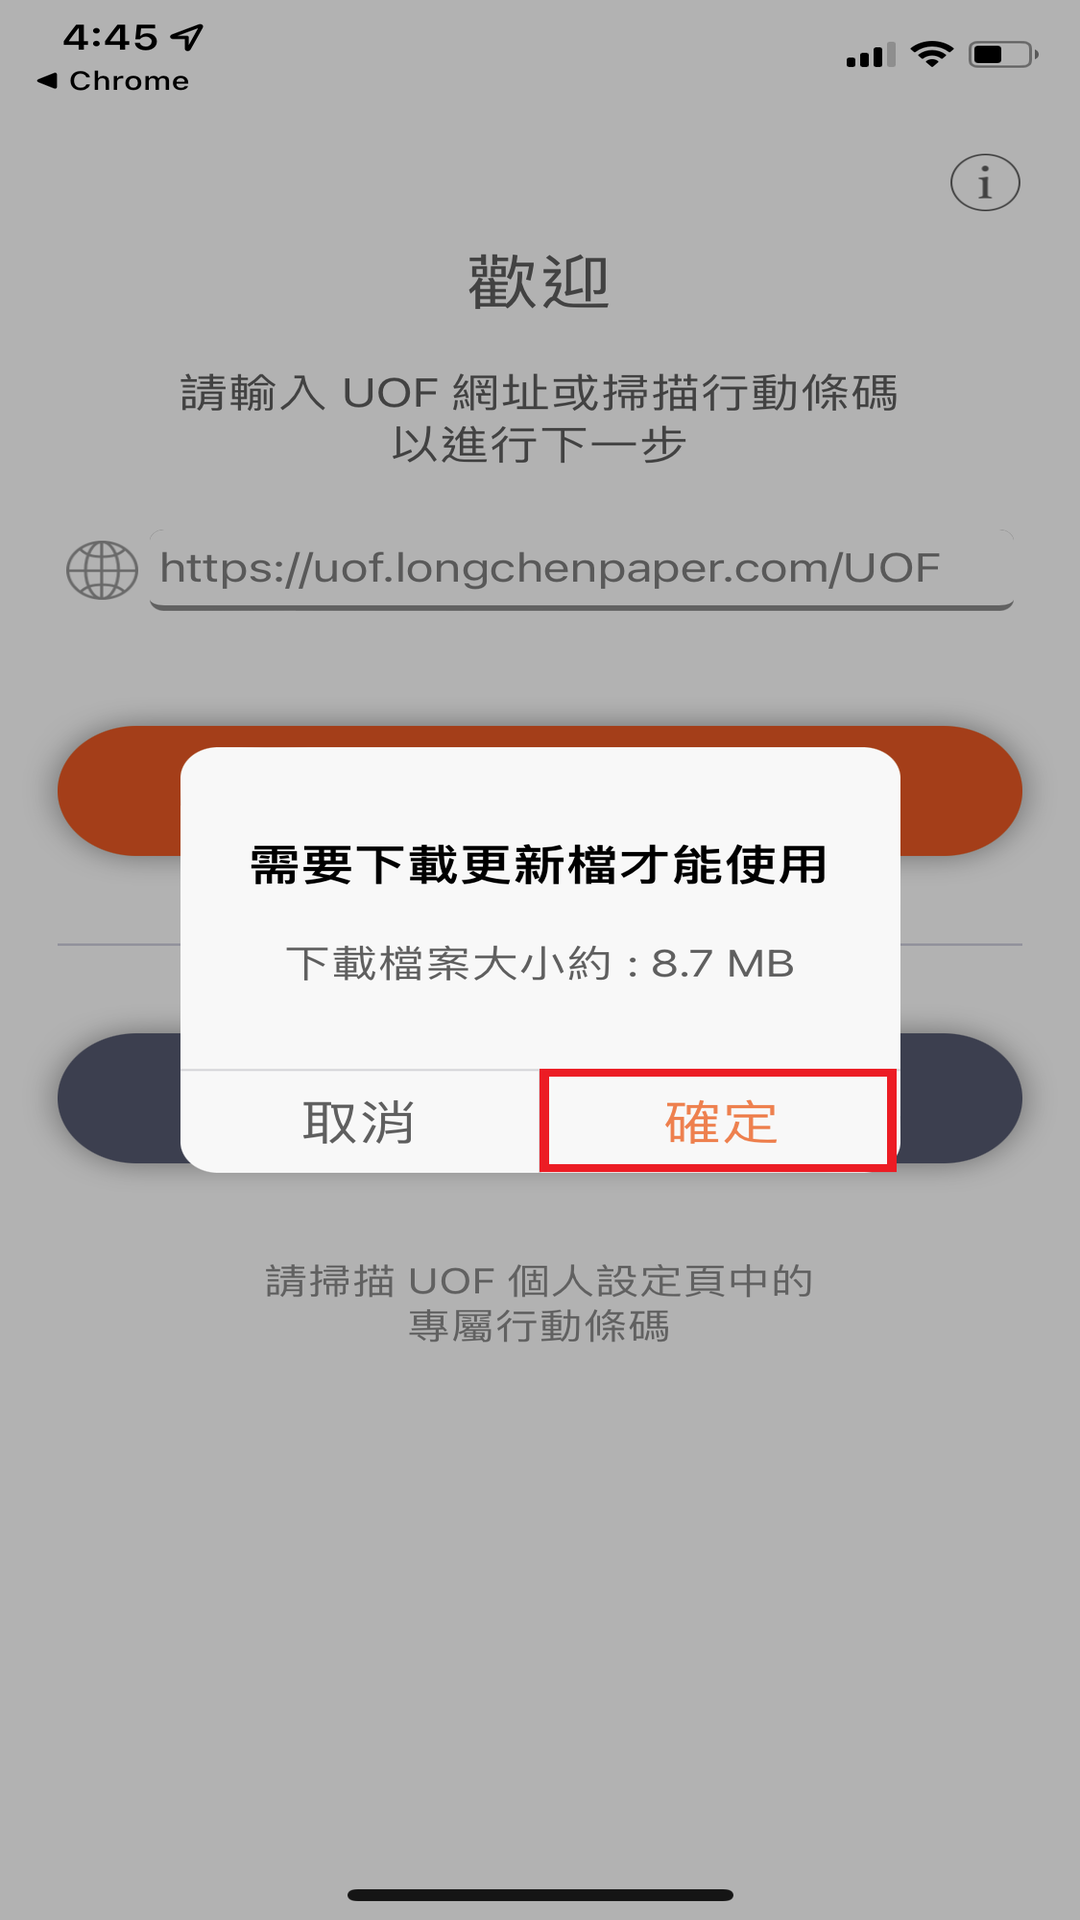 4:45
◀ Chrome
i
歡迎
請輸入 UOF 網址或掃描行動條碼
以進行下一步
https://uof.longchenpaper.com/UOF
需要下載更新檔才能使用
下載檔案大小約 : 8.7 MB
取消
確定
請掃描 UOF 個人設定頁中的
專屬行動條碼